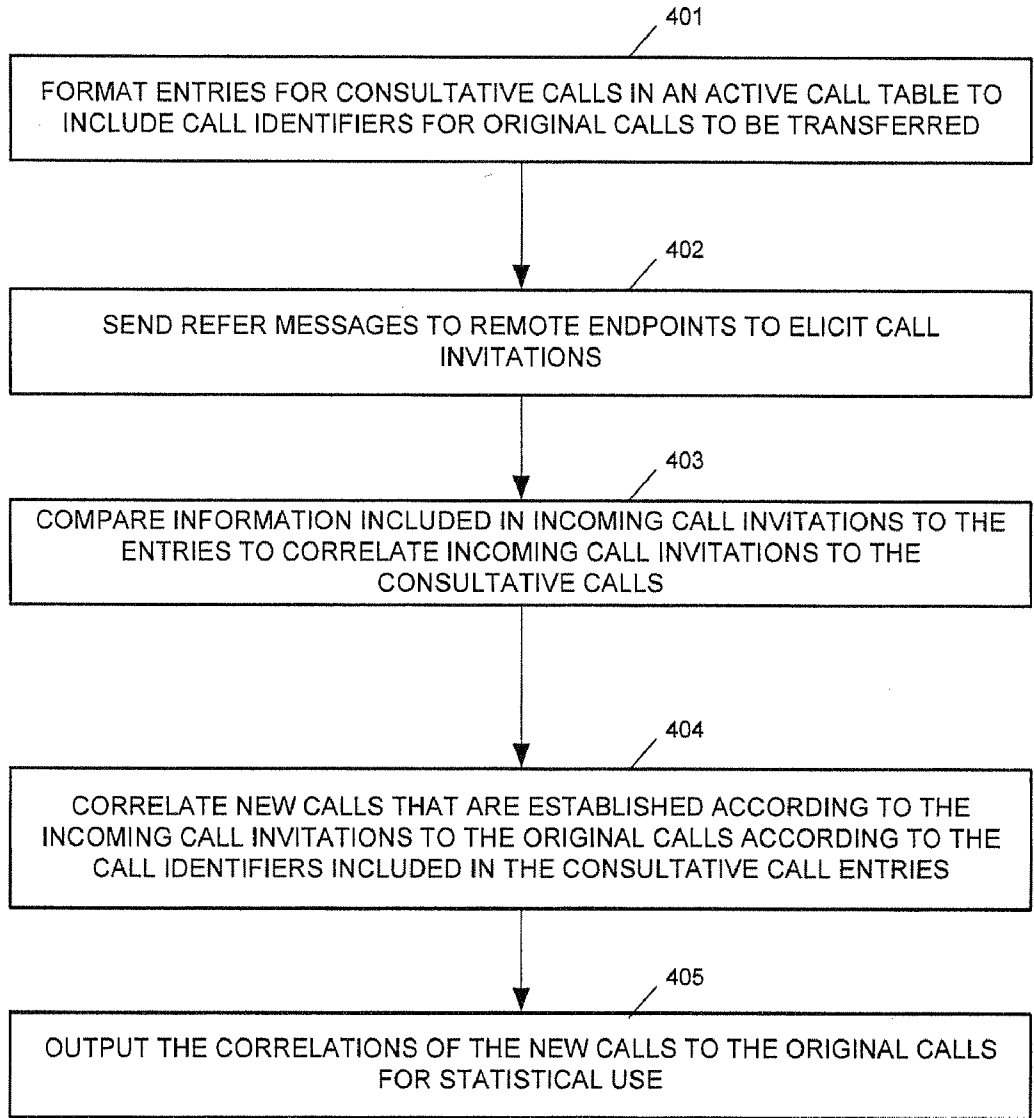 401
FORMAT ENTRIES FOR CONSULTATIVE CALLS IN AN ACTIVE CALL TABLE TO
INCLUDE CALL IDENTIFIERS FOR ORIGINAL CALLS TO BE TRANSFERRED
402
SEND REFER MESSAGES TO REMOTE ENDPOINTS TO ELICIT CALL
INVITATIONS
403
COMPARE INFORMATION INCLUDED IN INCOMING CALL INVITATIONS TO THE
ENTRIES TO CORRELATE INCOMING CALL INVITATIONS TO THE
CONSULTATIVE CALLS
404
CORRELATE NEW CALLS THAT ARE ESTABLISHED ACCORDING TO THE
INCOMING CALL INVITATIONS TO THE ORIGINAL CALLS ACCORDING TO THE
CALL IDENTIFIERS INCLUDED IN THE CONSULTATIVE CALL ENTRIES
405
OUTPUT THE CORRELATIONS OF THE NEW CALLS TO THE ORIGINAL CALLS
FOR STATISTICAL USE